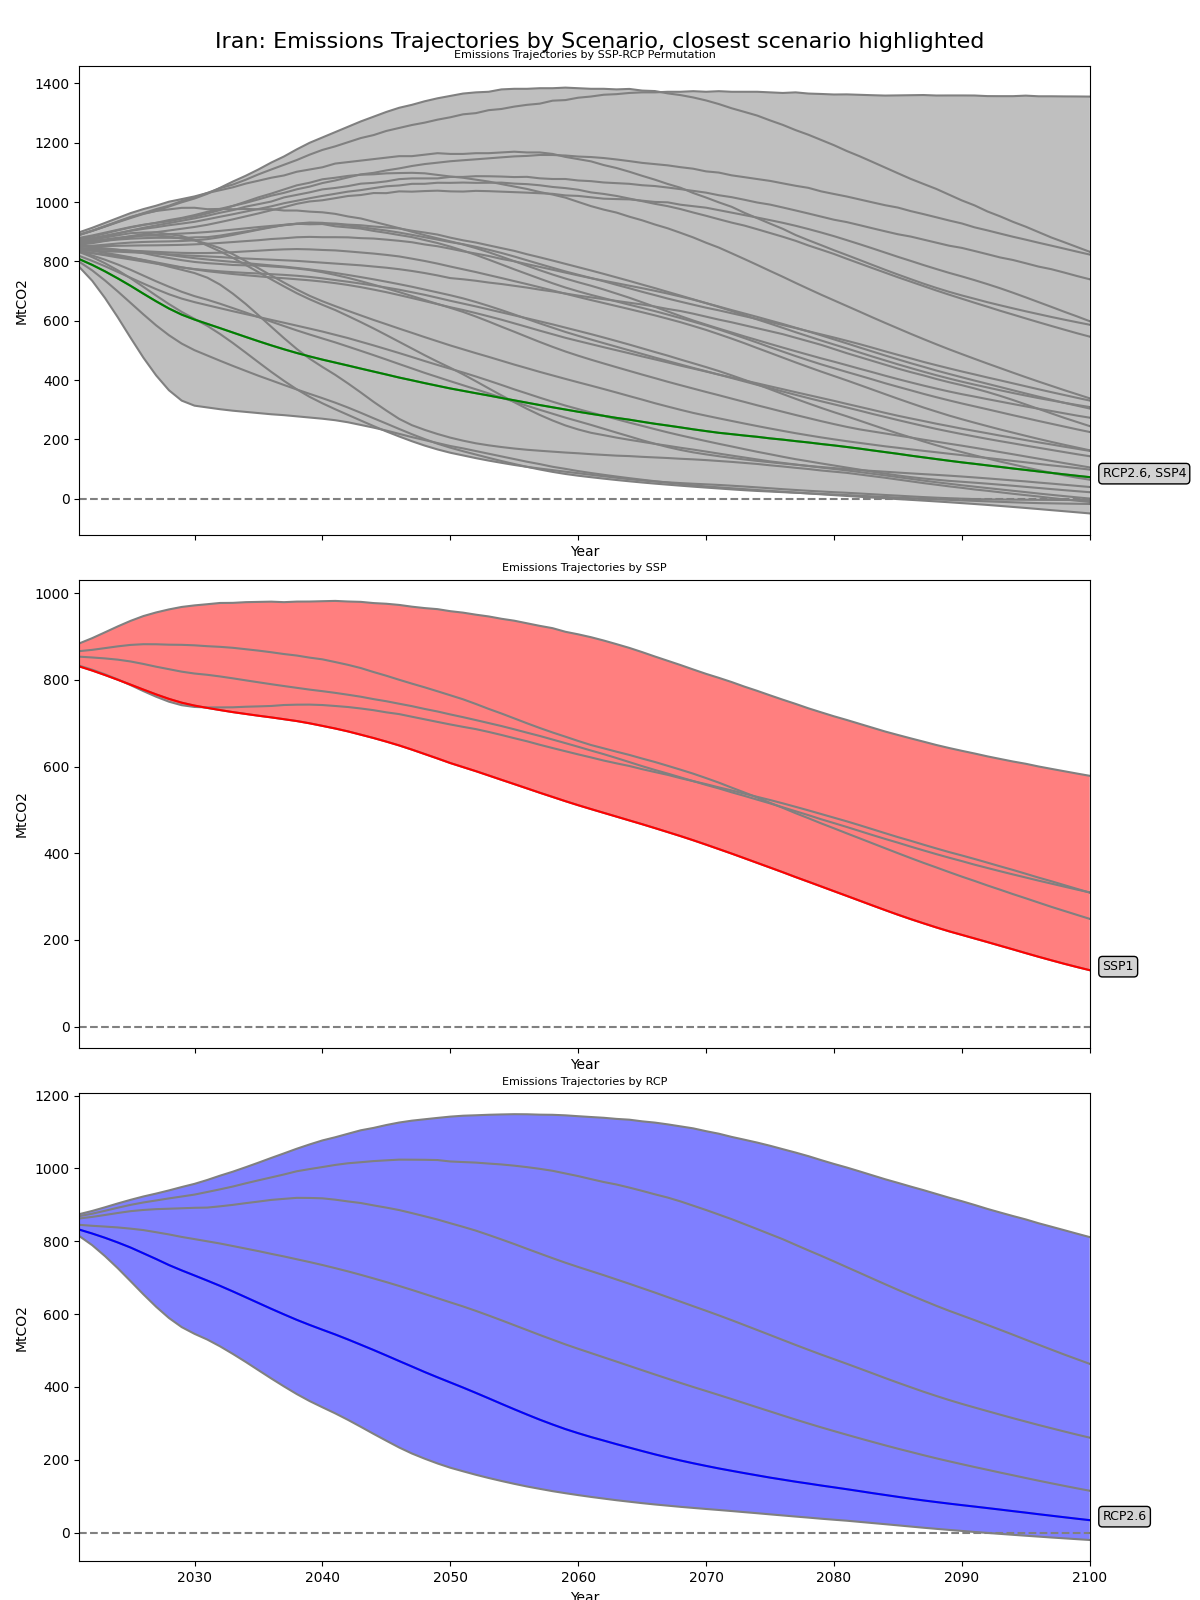 Iran: Emissions Trajectories by Scenario, closest scenario highlighted
Emissions Trajectories by SSP-RCP Permutation
1400
1200
1000
800
600
400
200
0
MtCO2
RCP2.6, SSP4
Year
Emissions Trajectories by SSP
1000
800
600
400
200
0
MtCO2
SSP1
Year
Emissions Trajectories by RCP
1200
1000
800
600
400
200
0
MtCO2
RCP2.6
2030 2040 2050 2060 2070 2080 2090 2100
Year